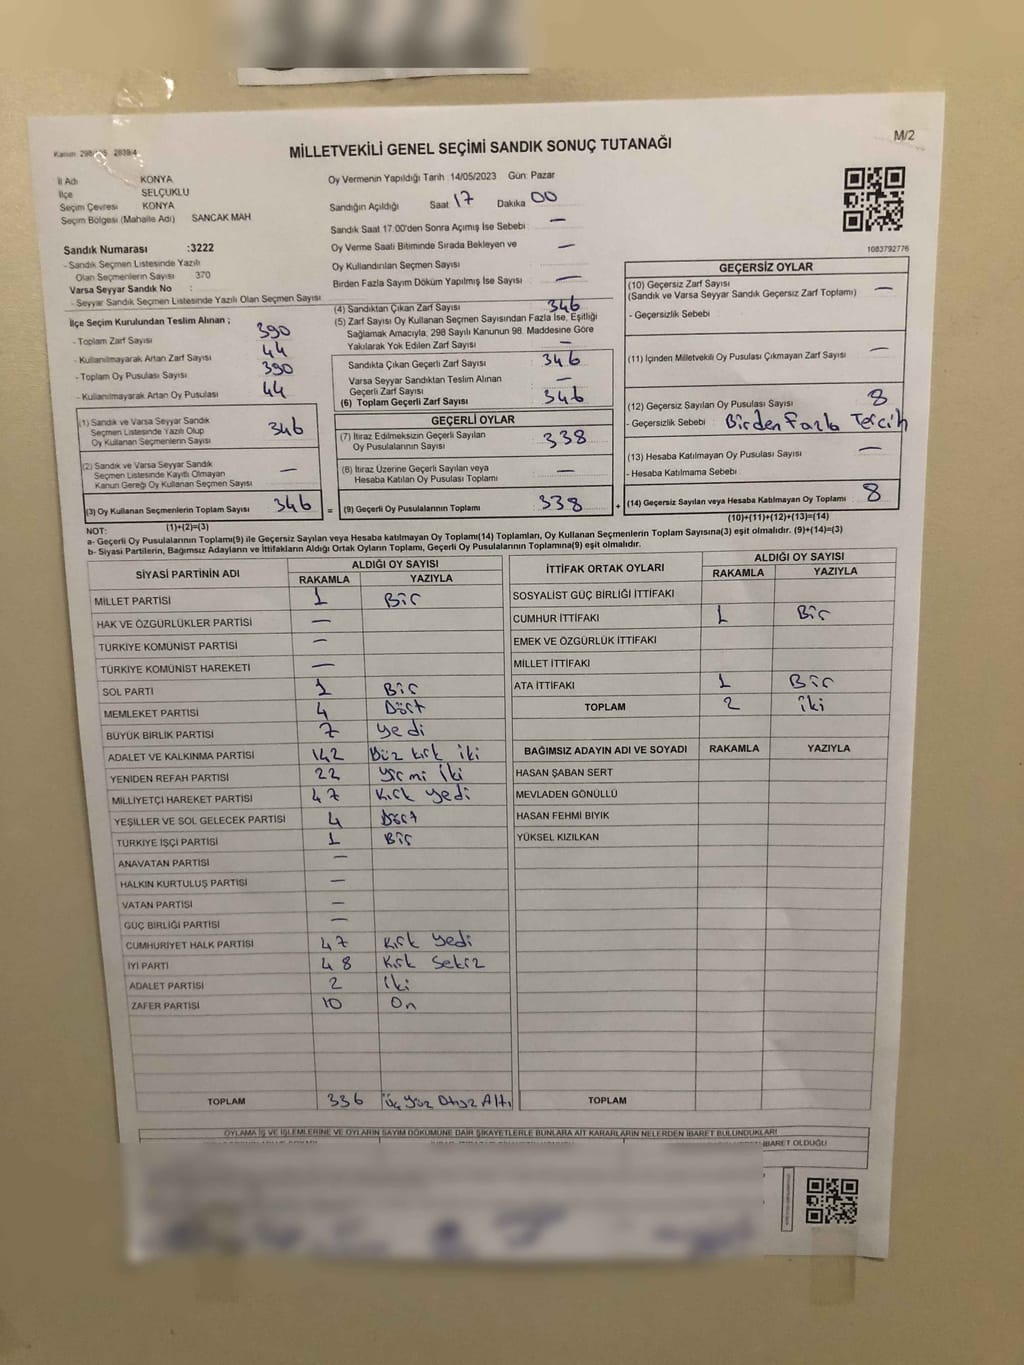 MİLLETVEKİLİ GENEL SEÇİMİ SANDIK SONUÇ TUTANAĞI
M/2
İl Adı KONYA
İlçe SELÇUKLU
Seçim Çevresi KONYA
Seçim Bölgesi (Mahalle Adı) SANCAK MAH
Sandık Numarası :3222
- Sandık Seçmen Listesinde Yazılı
Olan Seçmenlerin Sayısı 370
Varsa Seyyar Sandık No :
- Seyyar Sandık Seçmen Listesinde Yazılı Olan Seçmen Sayısı
Oy Vermenin Yapıldığı Tarih :14/05/2023 Gün: Pazar
Sandığın Açıldığı Saat 17 Dakika 00
Sandık Saat 17.00'den Sonra Açımış İse Sebebi : —
Oy Verme Saati Bitiminde Sırada Bekleyen ve —
Oy Kullandırılan Seçmen Sayısı
Birden Fazla Sayım Döküm Yapılmış İse Sayısı : —
1083792776
İlçe Seçim Kurulundan Teslim Alınan ;
- Toplam Zarf Sayısı 390
- Kullanılmayarak Artan Zarf Sayısı 44
- Toplam Oy Pusulası Sayısı 390
- Kullanılmayarak Artan Oy Pusulası 44
(1) Sandık ve Varsa Seyyar Sandık
Seçmen Listesinde Yazılı Olup
Oy Kullanan Seçmenlerin Sayısı 346
(2) Sandık ve Varsa Seyyar Sandık
Seçmen Listesinde Kayıtlı Olmayan
Kanun Gereği Oy Kullanan Seçmen Sayısı —
(3) Oy Kullanan Seçmenlerin Toplam Sayısı 346
(1)+(2)=(3)
(4) Sandıktan Çıkan Zarf Sayısı 346
(5) Zarf Sayısı Oy Kullanan Seçmen Sayısından Fazla İse, Eşitliği
Sağlamak Amacıyla, 298 Sayılı Kanunun 98. Maddesine Göre
Yakılarak Yok Edilen Zarf Sayısı —
Sandıkta Çıkan Geçerli Zarf Sayısı 346
Varsa Seyyar Sandıktan Teslim Alınan
Geçerli Zarf Sayısı —
(6) Toplam Geçerli Zarf Sayısı 346
GEÇERLİ OYLAR
(7) İtiraz Edilmeksizin Geçerli Sayılan
Oy Pusulalarının Sayısı 338
(8) İtiraz Üzerine Geçerli Sayılan veya
Hesaba Katılan Oy Pusulası Toplamı —
= (9) Geçerli Oy Pusulalarının Toplamı 338 +
GEÇERSİZ OYLAR
(10) Geçersiz Zarf Sayısı
(Sandık ve Varsa Seyyar Sandık Geçersiz Zarf Toplamı) —
- Geçersizlik Sebebi :
(11) İçinden Milletvekili Oy Pusulası Çıkmayan Zarf Sayısı —
(12) Geçersiz Sayılan Oy Pusulası Sayısı 8
- Geçersizlik Sebebi : Birden Fazla Tercih
(13) Hesaba Katılmayan Oy Pusulası Sayısı —
- Hesaba Katılmama Sebebi :
(14) Geçersiz Sayılan veya Hesaba Katılmayan Oy Toplamı 8
(10)+(11)+(12)+(13)=(14)
NOT:
a- Geçerli Oy Pusulalarının Toplamı(9) ile Geçersiz Sayılan veya Hesaba katılmayan Oy Toplamı(14) Toplamları, Oy Kullanan Seçmenlerin Toplam Sayısına(3) eşit olmalıdır. (9)+(14)=(3)
b- Siyasi Partilerin, Bağımsız Adayların ve İttifakların Aldığı Ortak Oyların Toplamı, Geçerli Oy Pusulalarının Toplamına(9) eşit olmalıdır.
SİYASİ PARTİNİN ADI ALDIĞI OY SAYISI
RAKAMLA YAZIYLA
MİLLET PARTİSİ 1 Bir
HAK VE ÖZGÜRLÜKLER PARTİSİ —
TÜRKİYE KOMÜNİST PARTİSİ —
TÜRKİYE KOMÜNİST HAREKETİ —
SOL PARTİ 1 Bir
MEMLEKET PARTİSİ 4 Dört
BÜYÜK BİRLİK PARTİSİ 7 yedi
ADALET VE KALKINMA PARTİSİ 142 Yüz kırk iki
YENİDEN REFAH PARTİSİ 22 yirmi iki
MİLLİYETÇİ HAREKET PARTİSİ 47 Kırk yedi
YEŞİLLER VE SOL GELECEK PARTİSİ 4 Dört
TÜRKİYE İŞÇİ PARTİSİ 1 Bir
ANAVATAN PARTİSİ —
HALKIN KURTULUŞ PARTİSİ —
VATAN PARTİSİ —
GÜÇ BİRLİĞİ PARTİSİ —
CUMHURİYET HALK PARTİSİ 47 Kırk yedi
İYİ PARTİ 48 Kırk Sekiz
ADALET PARTİSİ 2 İki
ZAFER PARTİSİ 10 On
TOPLAM 336 Üç Yüz Otuz Altı
İTTİFAK ORTAK OYLARI ALDIĞI OY SAYISI
RAKAMLA YAZIYLA
SOSYALİST GÜÇ BİRLİĞİ İTTİFAKI
CUMHUR İTTİFAKI 1 Bir
EMEK VE ÖZGÜRLÜK İTTİFAKI
MİLLET İTTİFAKI
ATA İTTİFAKI 1 Bir
TOPLAM 2 iki
BAĞIMSIZ ADAYIN ADI VE SOYADI RAKAMLA YAZIYLA
HASAN ŞABAN SERT
MEVLADEN GÖNÜLLÜ
HASAN FEHMİ BIYIK
YÜKSEL KIZILKAN
TOPLAM
OYLAMA İŞ VE İŞLEMLERİNE VE OYLARIN SAYIM DÖKÜMÜNE DAİR ŞİKAYETLERLE BUNLARA AİT KARARLARIN NELERDEN İBARET BULUNDUKLARI
İBARET OLDUĞU